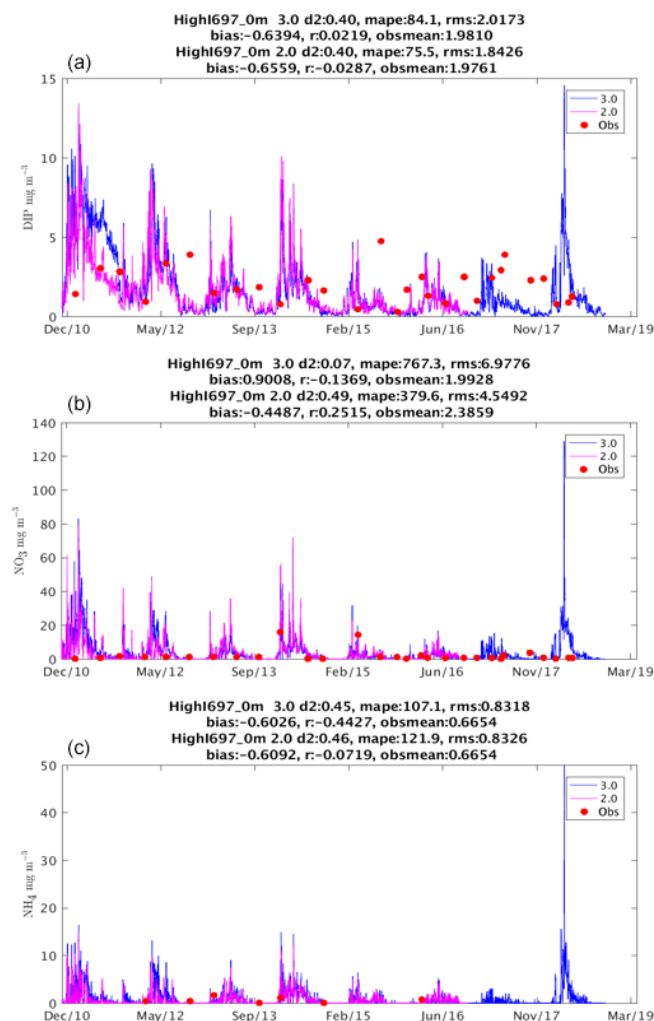 HighI697_0m 3.0 d2:0.40, mape:84.1, rms:2.0173
bias:-0.6394, r:0.0219, obsmean:1.9810
HighI697_0m 2.0 d2:0.40, mape:75.5, rms:1.8426
bias:-0.6559, r:-0.0287, obsmean:1.9761
(a)
15
10
5
0
DIP mg m⁻³
3.0
2.0
Obs
Dec/10 May/12 Sep/13 Feb/15 Jun/16 Nov/17 Mar/19
HighI697_0m 3.0 d2:0.07, mape:767.3, rms:6.9776
bias:0.9008, r:-0.1369, obsmean:1.9928
HighI697_0m 2.0 d2:0.49, mape:379.6, rms:4.5492
bias:-0.4487, r:0.2515, obsmean:2.3859
(b)
140
120
100
80
60
40
20
0
NO₃ mg m⁻³
3.0
2.0
Obs
Dec/10 May/12 Sep/13 Feb/15 Jun/16 Nov/17 Mar/19
HighI697_0m 3.0 d2:0.45, mape:107.1, rms:0.8318
bias:-0.6026, r:-0.4427, obsmean:0.6654
HighI697_0m 2.0 d2:0.46, mape:121.9, rms:0.8326
bias:-0.6092, r:-0.0719, obsmean:0.6654
(c)
50
40
30
20
10
0
NH₄ mg m⁻³
3.0
2.0
Obs
Dec/10 May/12 Sep/13 Feb/15 Jun/16 Nov/17 Mar/19